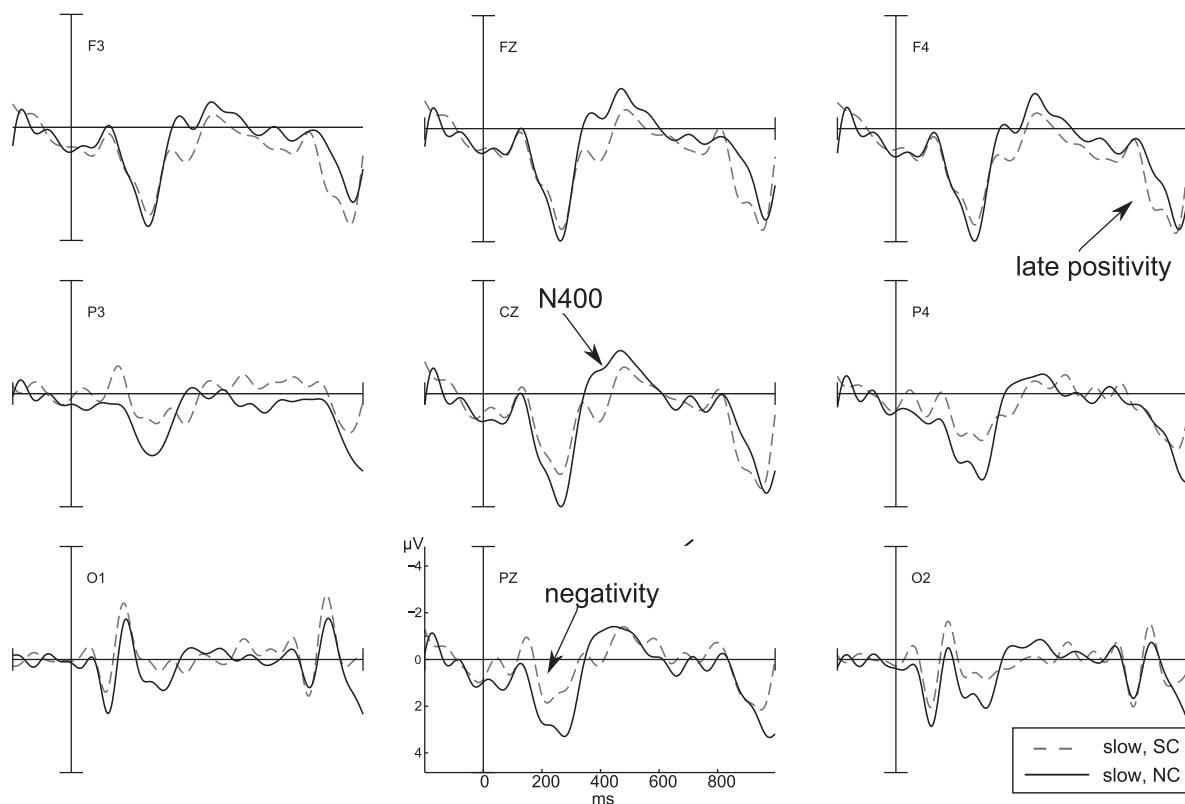 F3
FZ
F4
late positivity
P3
N400
CZ
P4
O1
µV
−4
−2
0
2
4
PZ
negativity
0 200 400 600 800
ms
O2
slow, SC
slow, NC